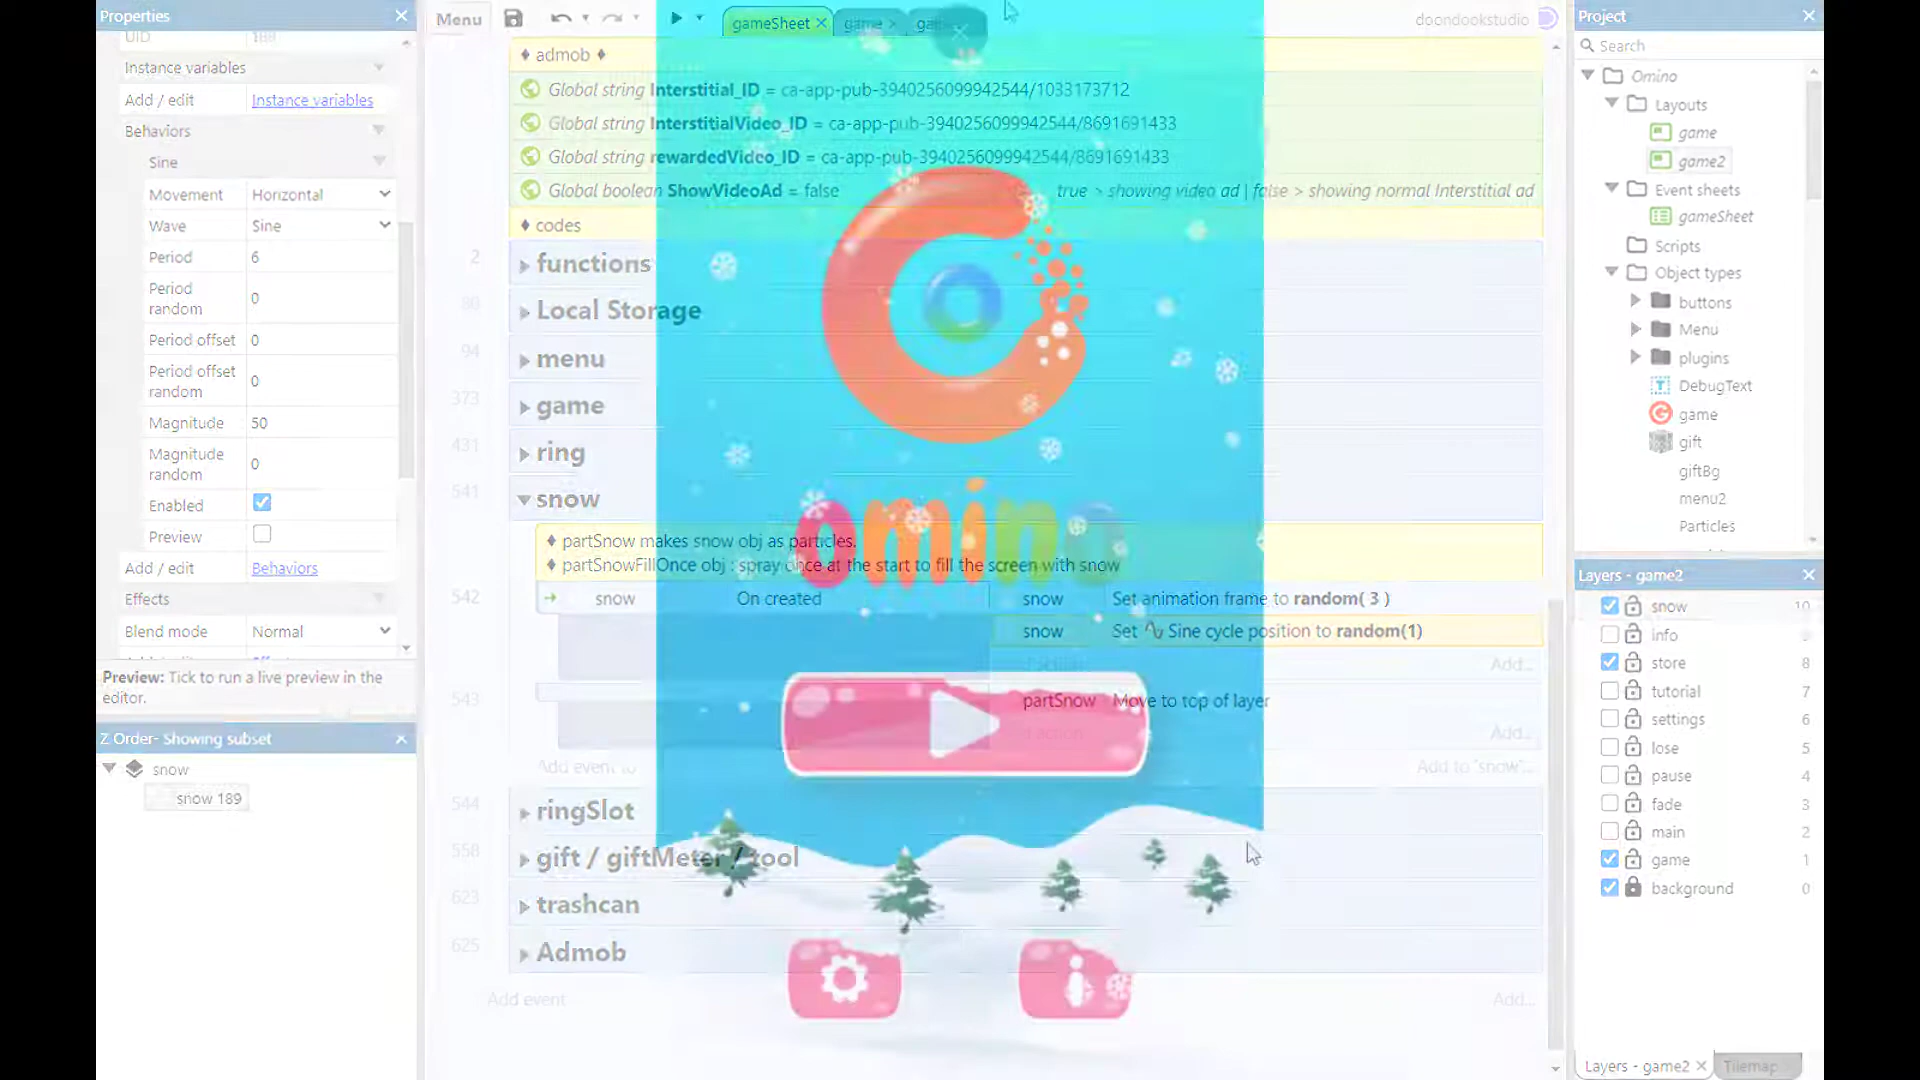 Properties
UID 189
Instance variables
Add / edit Instance variables
Behaviors
Sine
Movement Horizontal
Wave Sine
Period 6
Period random 0
Period offset 0
Period offset random 0
Magnitude 50
Magnitude random 0
Enabled
Preview
Add / edit Behaviors
Effects
Blend mode Normal
Preview: Tick to run a live preview in the editor.
Z Order- Showing subset
snow
snow 189
Menu
gameSheet
game
doondookstudio
admob
Global string Interstitial_ID = ca-app-pub-3940256099942544/1033173712
Global string InterstitialVideo_ID = ca-app-pub-3940256099942544/8691691433
Global string rewardedVideo_ID = ca-app-pub-3940256099942544/8691691433
Global boolean ShowVideoAd = false true > showing video ad | false > showing normal Interstitial ad
codes
2 functions
90 Local Storage
94 menu
373 game
431 ring
541 snow
partSnow makes snow obj as particles.
partSnowFillOnce obj : spray once at the start to fill the screen with snow
542 snow On created snow Set animation frame to random( 3 )
snow Set Sine cycle position to random(1)
Add...
543 partSnow Move to top of layer
Add...
Add event to Add to 'snow'...
544 ringSlot
558 gift / giftMeter / tool
623 trashcan
625 Admob
Add event Add...
omino
Project
Search
Omino
Layouts
game
game2
Event sheets
gameSheet
Scripts
Object types
buttons
Menu
plugins
DebugText
game
gift
giftBg
menu2
Particles
Layers - game2
snow 10
info 9
store 8
tutorial 7
settings 6
lose 5
pause 4
fade 3
main 2
game 1
background 0
Layers - game2
Tilemap